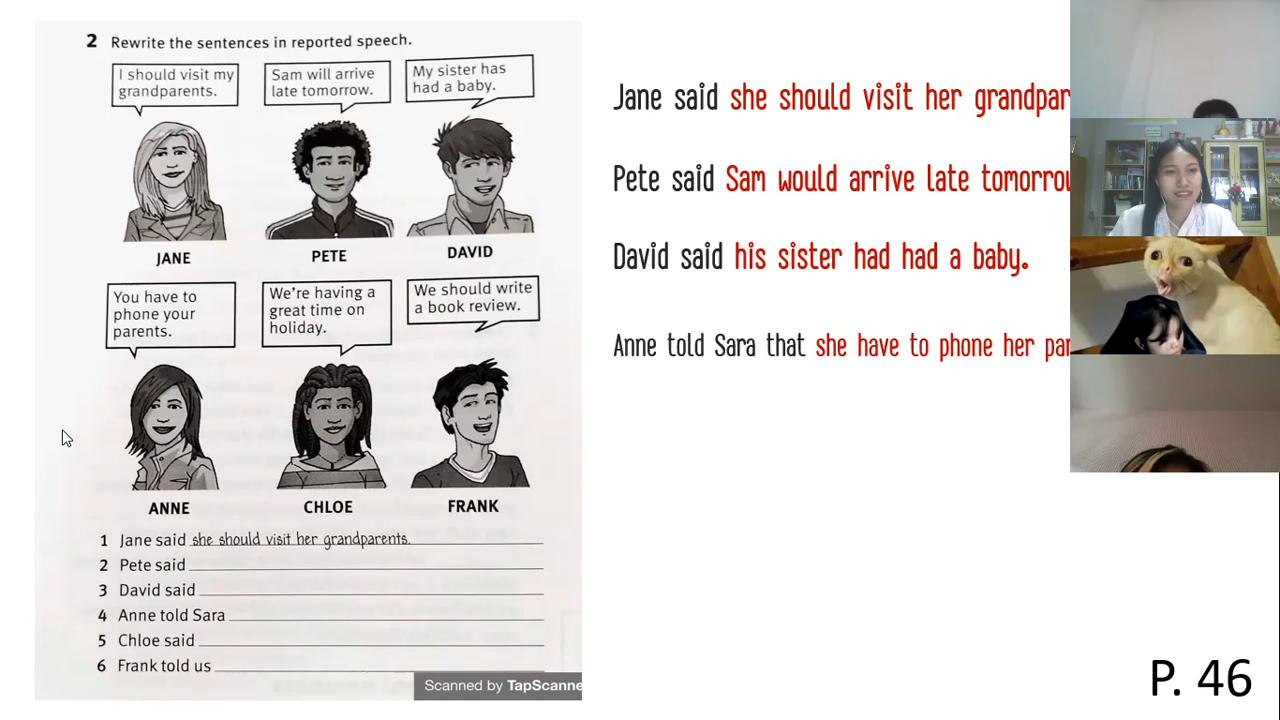 2 Rewrite the sentences in reported speech.
I should visit my
grandparents.
Sam will arrive
late tomorrow.
My sister has
had a baby.
JANE
PETE
DAVID
You have to
phone your
parents.
We're having a
great time on
holiday.
We should write
a book review.
ANNE
CHLOE
FRANK
1 Jane said she should visit her grandparents.
2 Pete said
3 David said
4 Anne told Sara
5 Chloe said
6 Frank told us
Scanned by TapScanne
Jane said she should visit her grandpar
Pete said Sam would arrive late tomorrow
David said his sister had had a baby.
Anne told Sara that she have to phone her par
P. 46